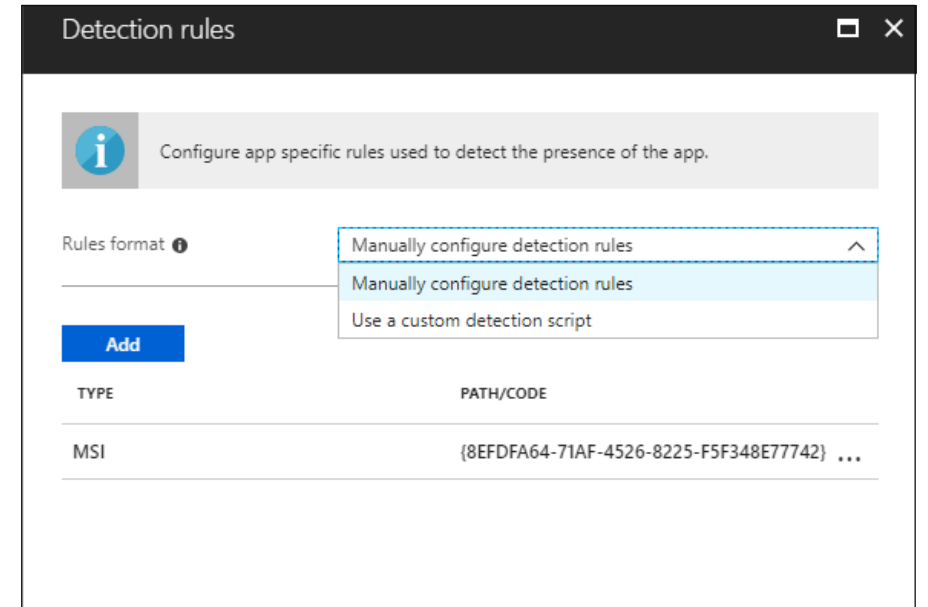 Detection rules
Configure app specific rules used to detect the presence of the app.
Rules format
Manually configure detection rules
Manually configure detection rules
Use a custom detection script
Add
TYPE PATH/CODE
MSI {8EFDFA64-71AF-4526-8225-F5F348E77742} ...